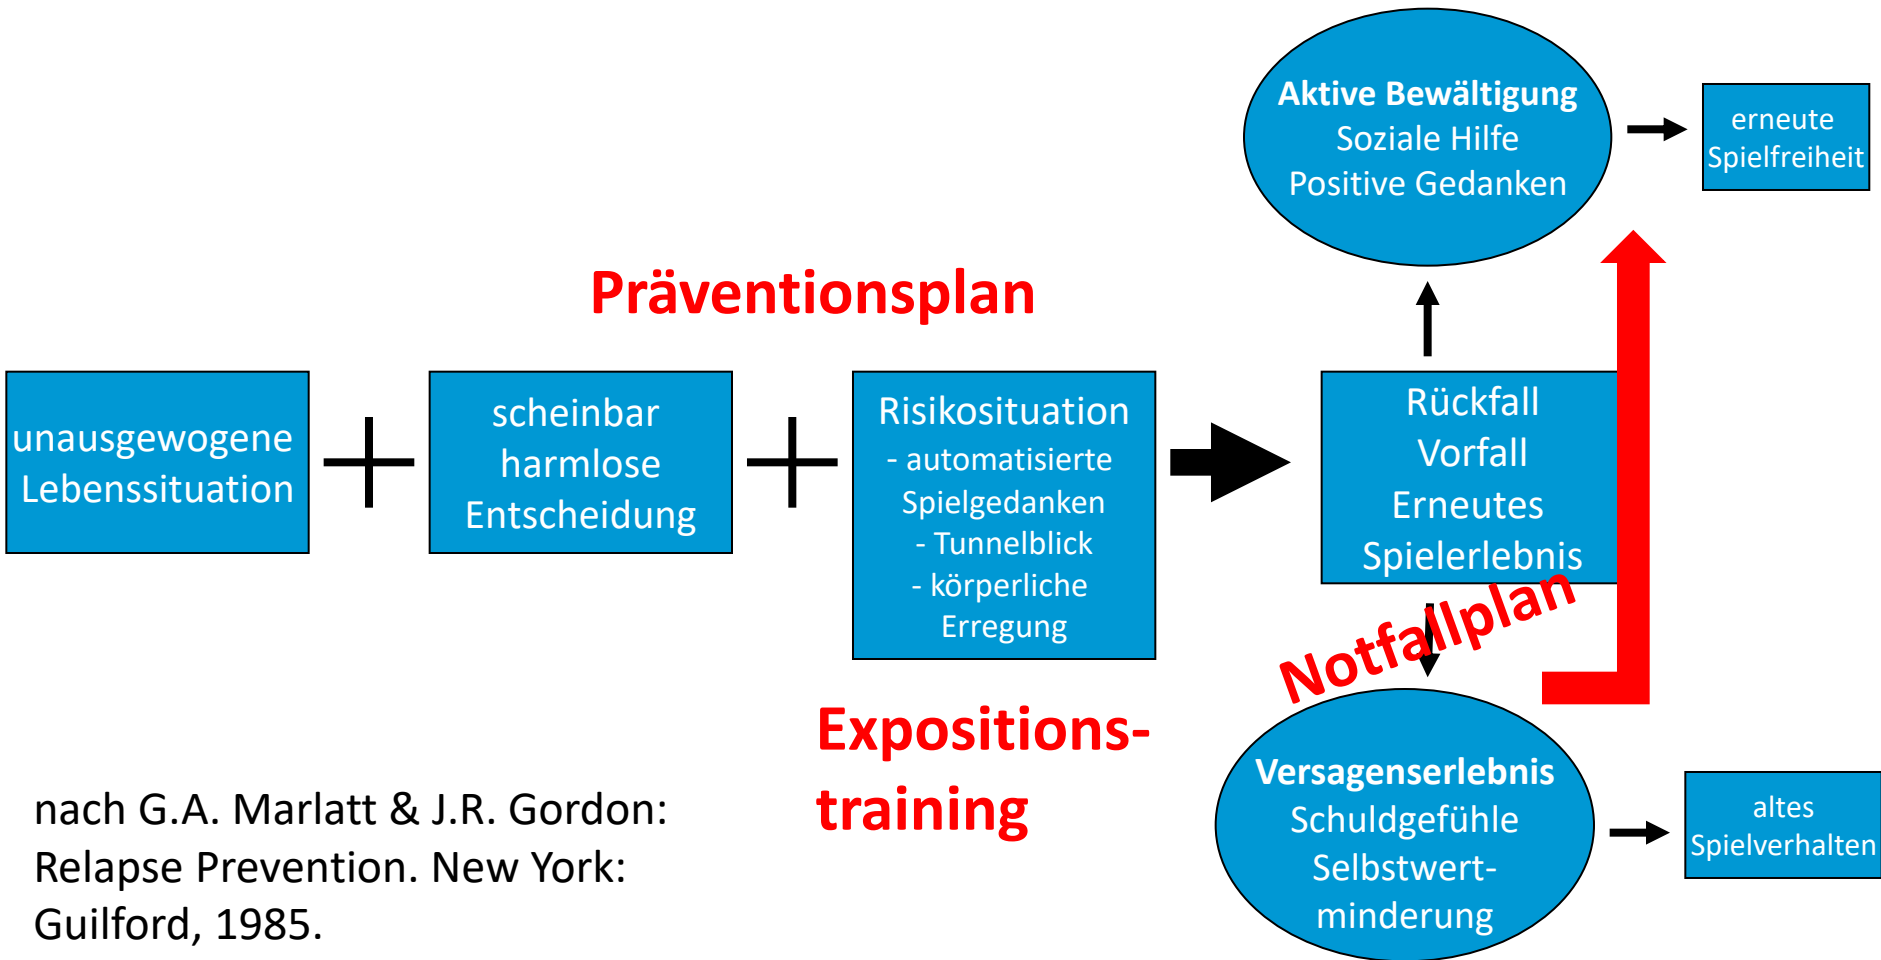 Aktive Bewältigung
Soziale Hilfe
Positive Gedanken
erneute
Spielfreiheit
Präventionsplan
unausgewogene
Lebenssituation
scheinbar
harmlose
Entscheidung
Risikosituation
- automatisierte
Spielgedanken
- Tunnelblick
- körperliche
Erregung
Rückfall
Vorfall
Erneutes
Spielerlebnis
Notfallplan
Expositions-
training
Versagenserlebnis
Schuldgefühle
Selbstwert-
minderung
altes
Spielverhalten
nach G.A. Marlatt & J.R. Gordon:
Relapse Prevention. New York:
Guilford, 1985.